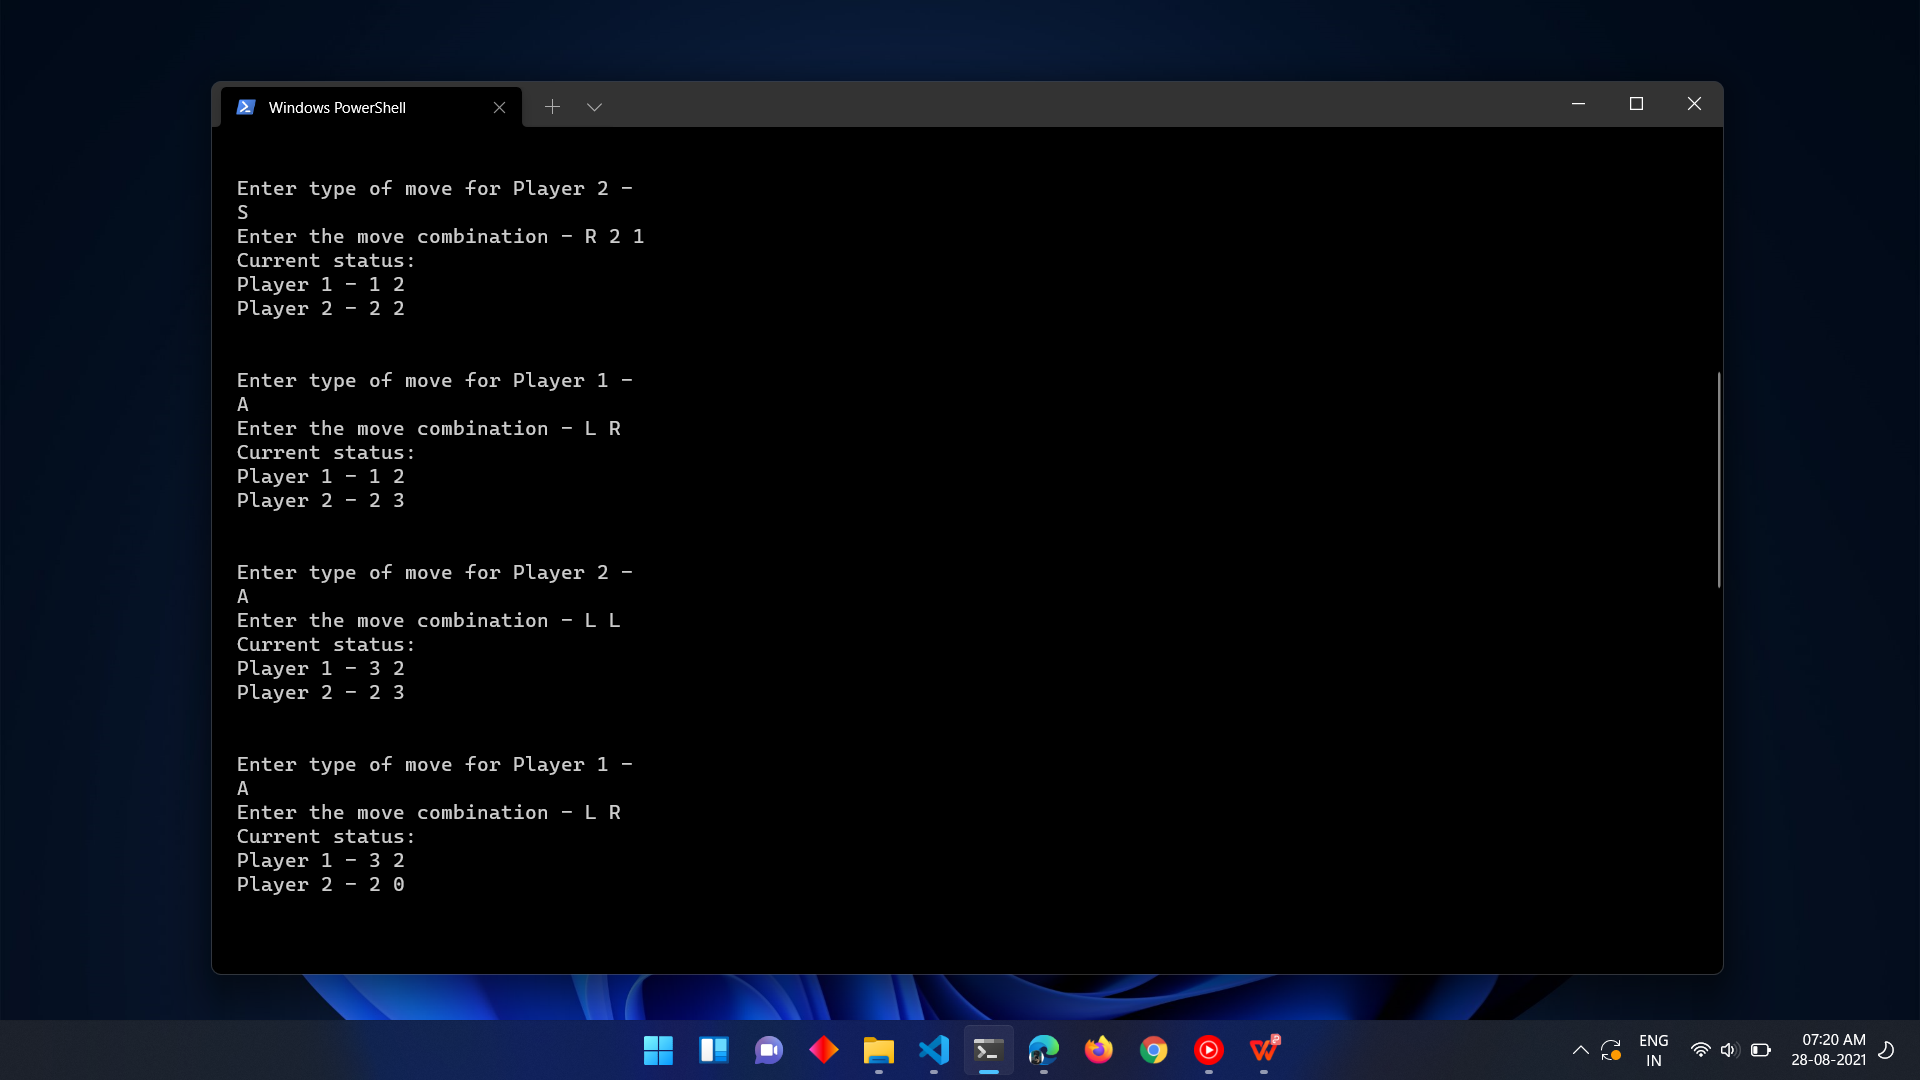 Windows PowerShell
Enter type of move for Player 2 -
S
Enter the move combination - R 2 1
Current status:
Player 1 - 1 2
Player 2 - 2 2
Enter type of move for Player 1 -
A
Enter the move combination - L R
Current status:
Player 1 - 1 2
Player 2 - 2 3
Enter type of move for Player 2 -
A
Enter the move combination - L L
Current status:
Player 1 - 3 2
Player 2 - 2 3
Enter type of move for Player 1 -
A
Enter the move combination - L R
Current status:
Player 1 - 3 2
Player 2 - 2 0
ENG
IN
07:20 AM
28-08-2021